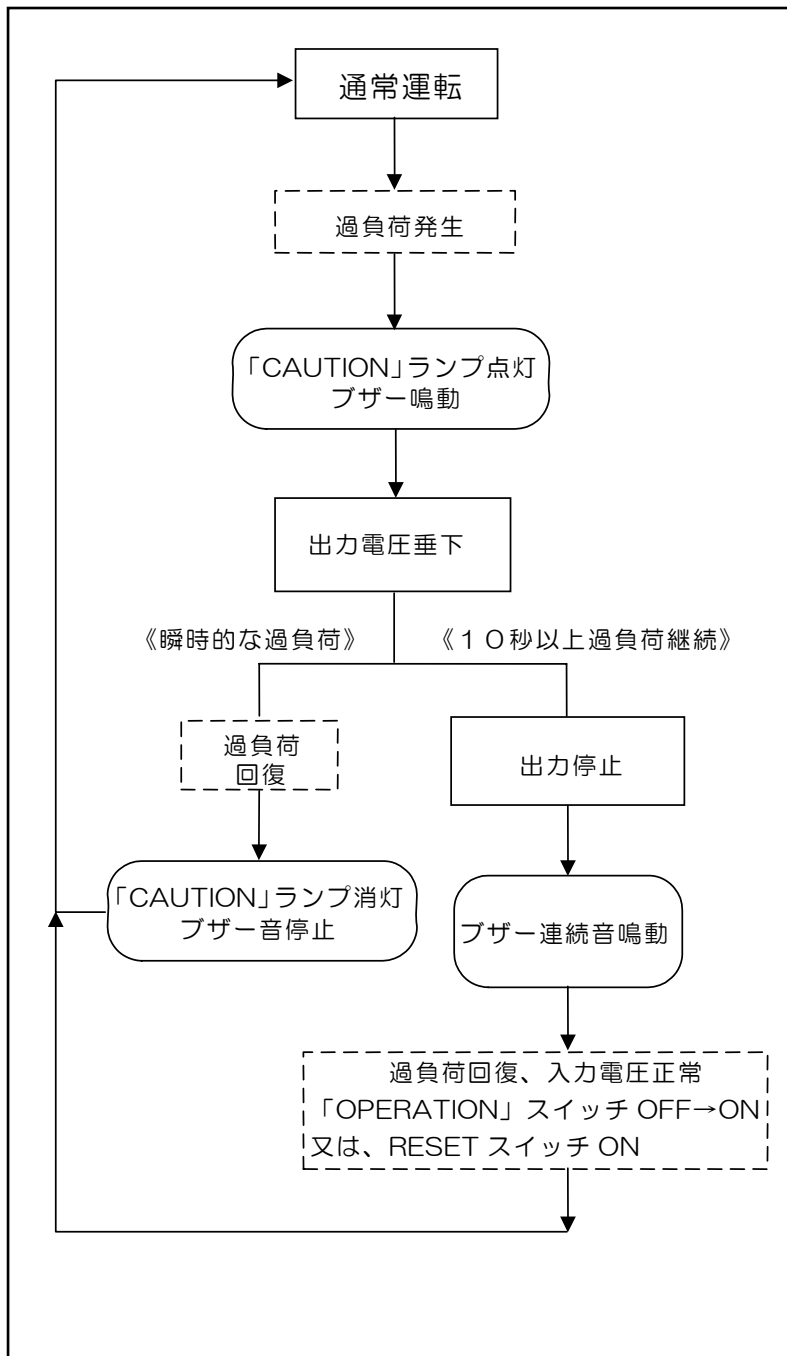 通常運転
過負荷発生
「CAUTION」ランプ点灯
ブザー鳴動
出力電圧垂下
《瞬時的な過負荷》
《１０秒以上過負荷継続》
過負荷
回復
出力停止
「CAUTION」ランプ消灯
ブザー音停止
ブザー連続音鳴動
過負荷回復、入力電圧正常
「OPERATION」スイッチ OFF→ON
又は、RESET スイッチ ON